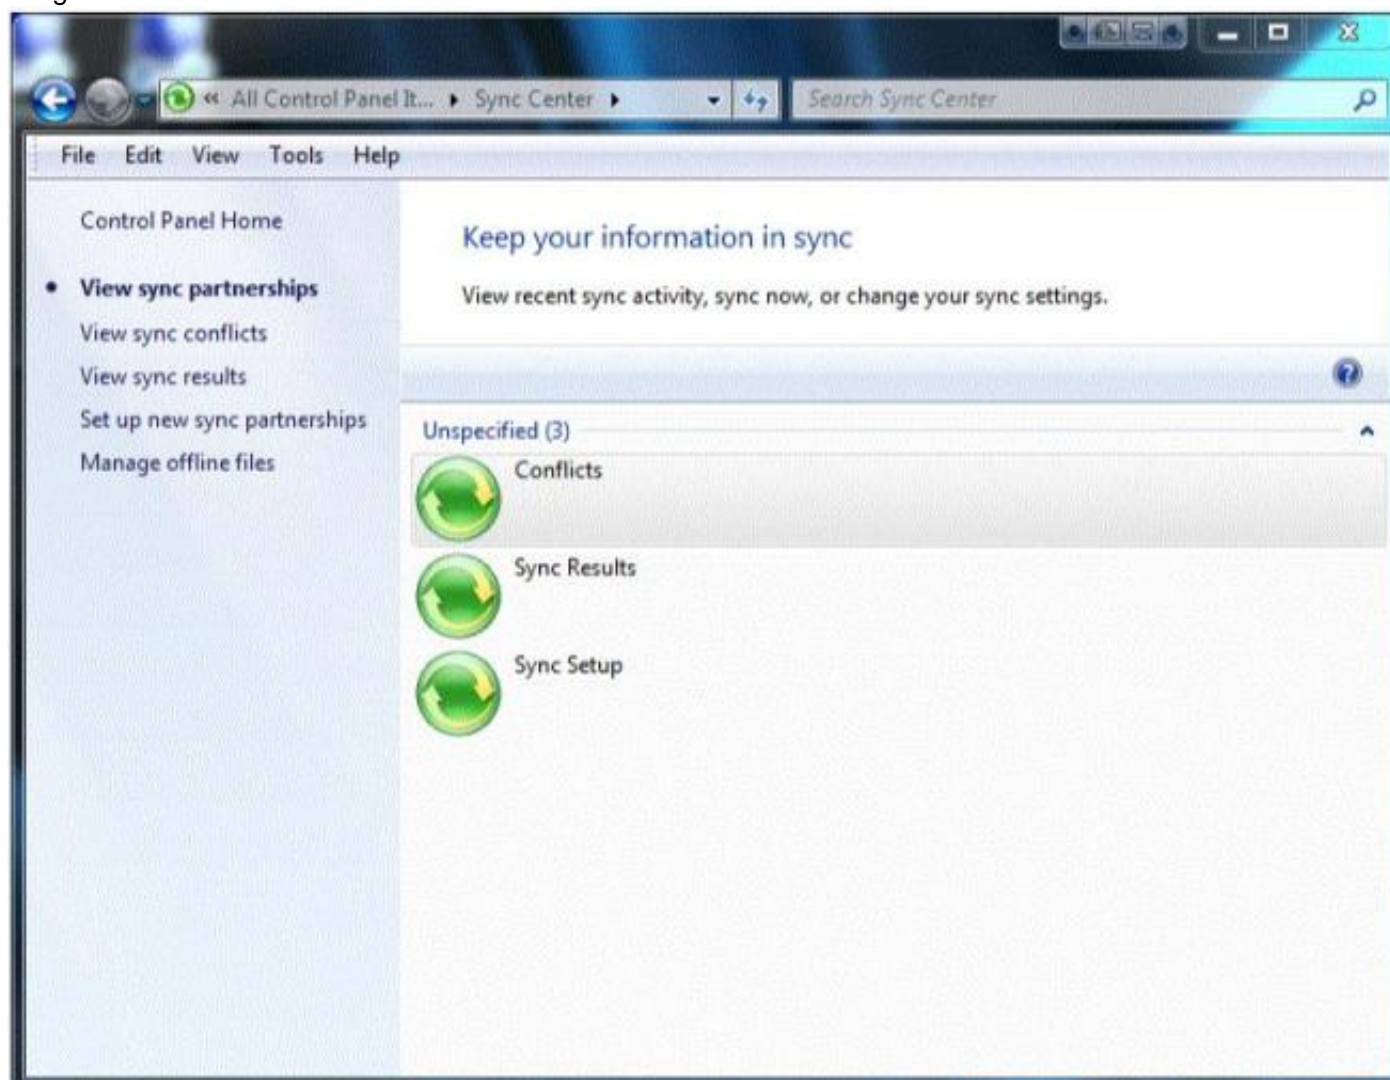 « All Control Panel It... ▸ Sync Center ▸
Search Sync Center
File Edit View Tools Help
Control Panel Home
View sync partnerships
View sync conflicts
View sync results
Set up new sync partnerships
Manage offline files
Keep your information in sync
View recent sync activity, sync now, or change your sync settings.
Unspecified (3)
Conflicts
Sync Results
Sync Setup